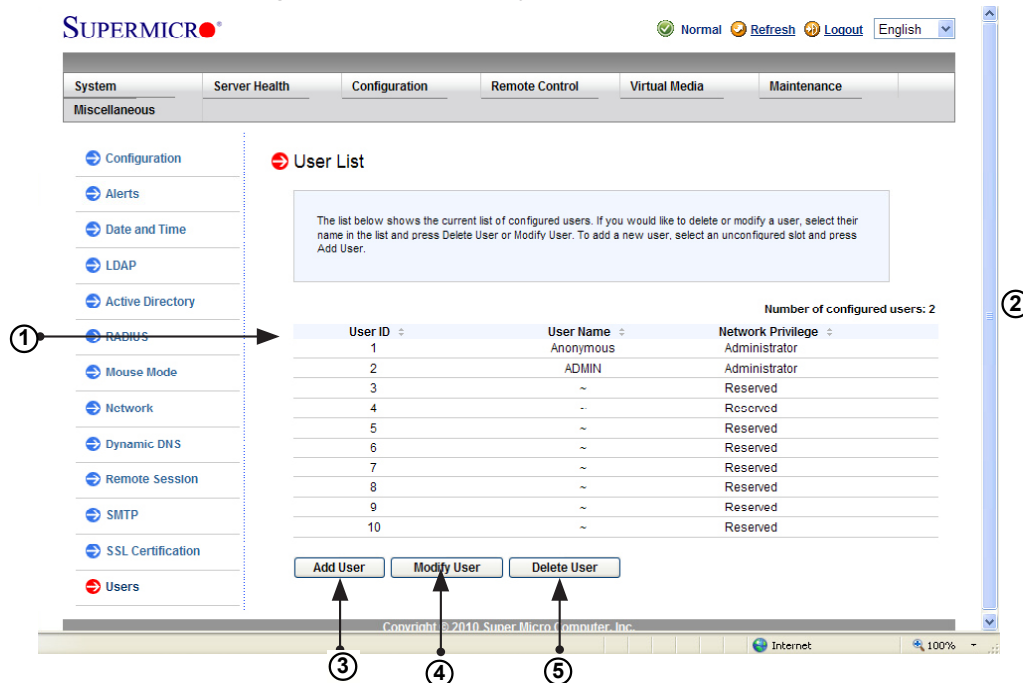 SUPERMICRO
Normal Refresh Logout English
System Server Health Configuration Remote Control Virtual Media Maintenance
Miscellaneous
Configuration
Alerts
Date and Time
LDAP
Active Directory
RADIUS
Mouse Mode
Network
Dynamic DNS
Remote Session
SMTP
SSL Certification
Users
User List
The list below shows the current list of configured users. If you would like to delete or modify a user, select their
name in the list and press Delete User or Modify User. To add a new user, select an unconfigured slot and press
Add User.
Number of configured users: 2
User ID User Name Network Privilege
1 Anonymous Administrator
2 ADMIN Administrator
3 ~ Reserved
4 ~ Reserved
5 ~ Reserved
6 ~ Reserved
7 ~ Reserved
8 ~ Reserved
9 ~ Reserved
10 ~ Reserved
Add User Modify User Delete User
Copyright © 2010 Super Micro Computer, Inc.
Internet 100%
1
2
3
4
5